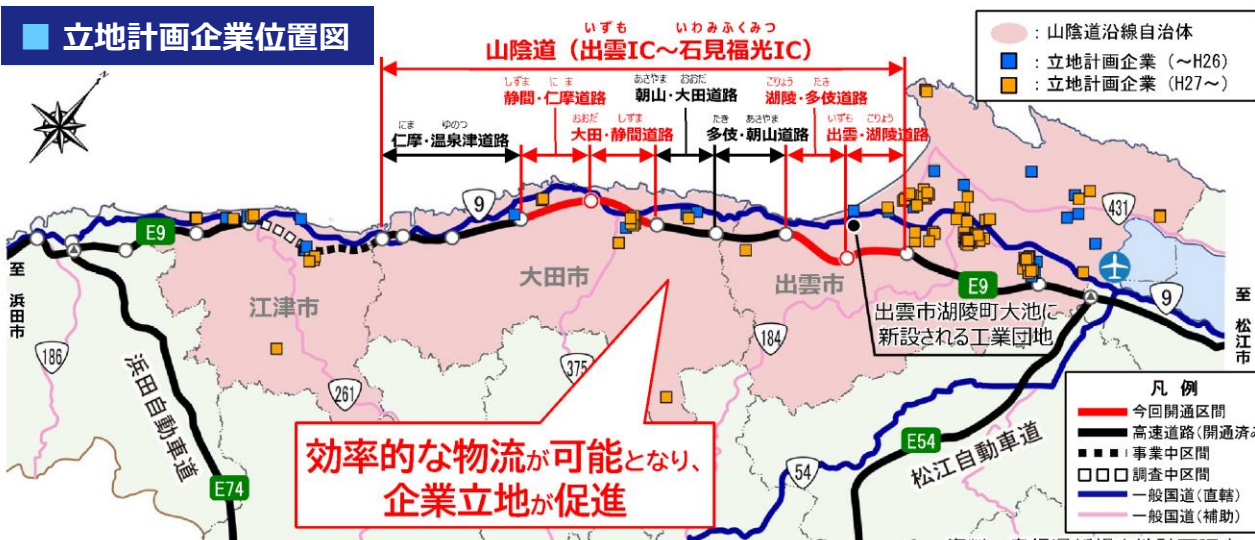 立地計画企業位置図
いずも いわみふくみつ
山陰道（出雲IC～石見福光IC）
：山陰道沿線自治体
：立地計画企業（～H26）
：立地計画企業（H27～）
しずま にま
静間・仁摩道路
あさやま おおだ
朝山・大田道路
こりょう たき
湖陵・多伎道路
にま ゆのつ
仁摩・温泉津道路
おおだ しずま
大田・静間道路
たき あさやま
多伎・朝山道路
いずも こりょう
出雲・湖陵道路
9
431
E9
至 浜田市
江津市
大田市
出雲市
E9
9
至 松江市
出雲市湖陵町大池に
新設される工業団地
186
浜田自動車道
261
375
184
効率的な物流が可能となり、
企業立地が促進
E74
54
E54
松江自動車道
凡例
今回開通区間
高速道路（開通済み
事業中区間
調査中区間
一般国道（直轄）
一般国道（補助）